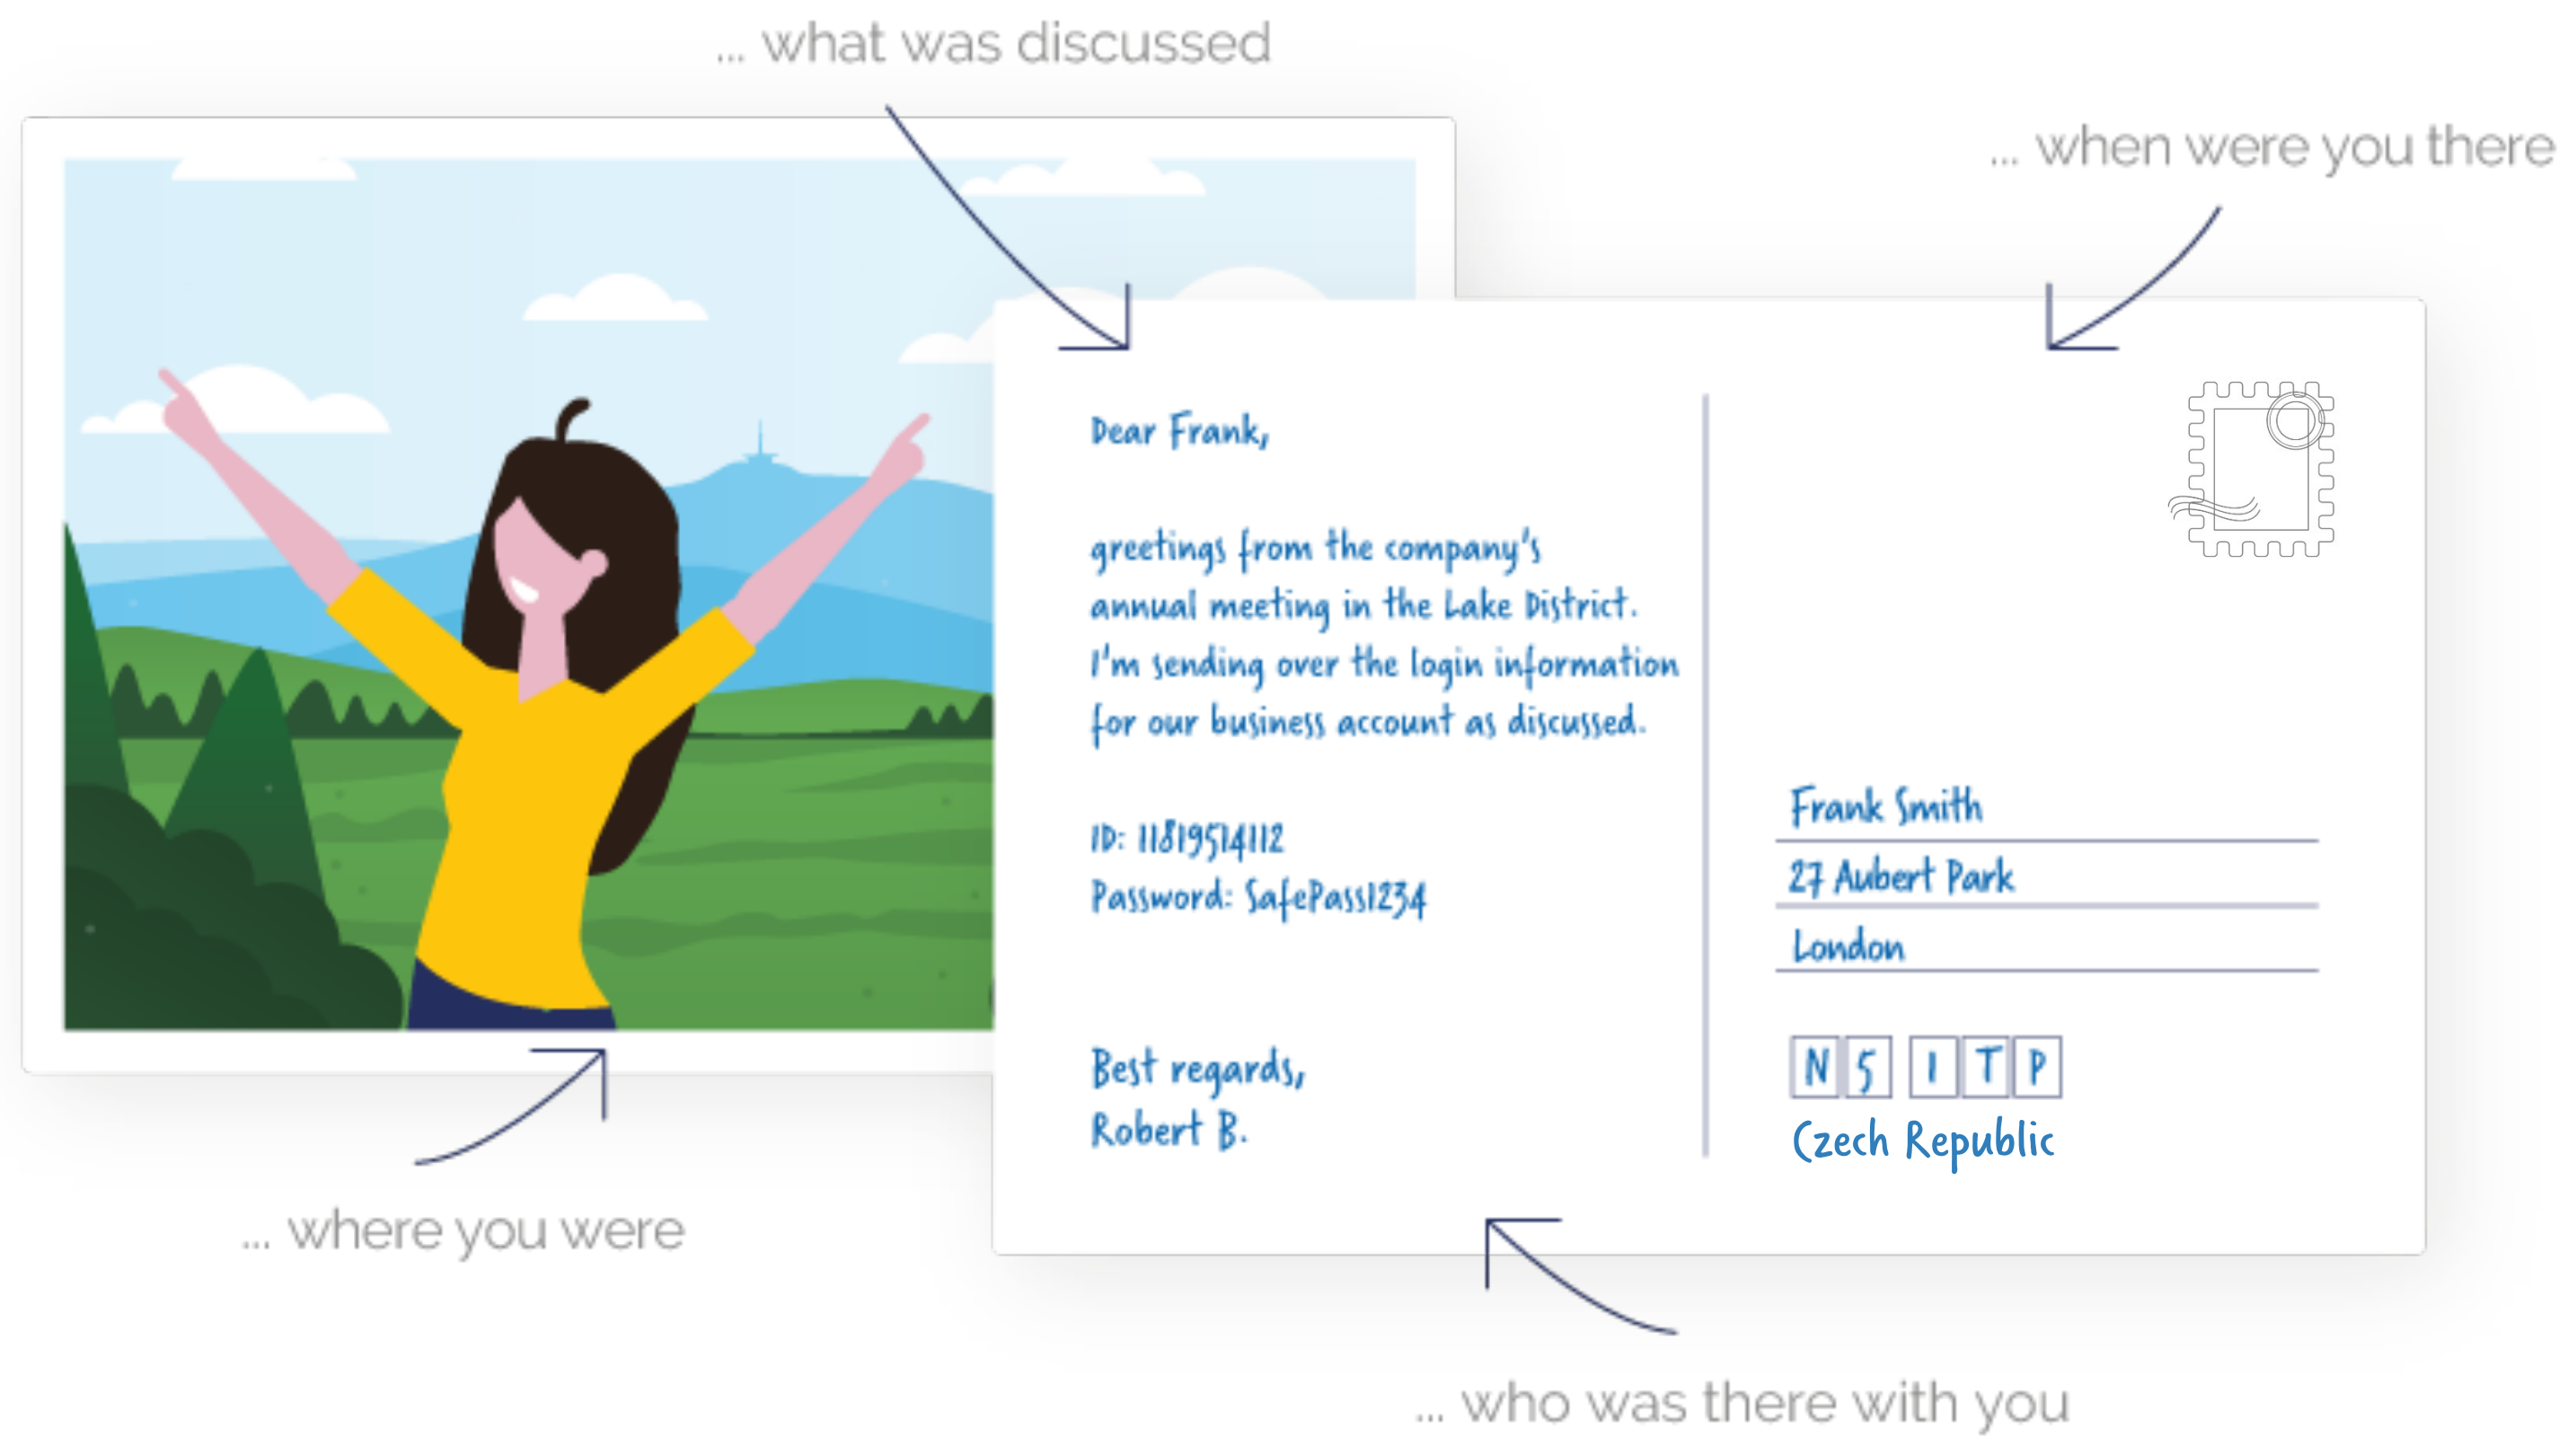 ... what was discussed
... when were you there
Dear Frank,
greetings from the company's
annual meeting in the Lake District.
I'm sending over the login information
for our business account as discussed.
ID: 11819514112
Password: SafePass1234
Best regards,
Robert B.
Frank Smith
27 Aubert Park
London
N5 1TP
Czech Republic
... where you were
... who was there with you